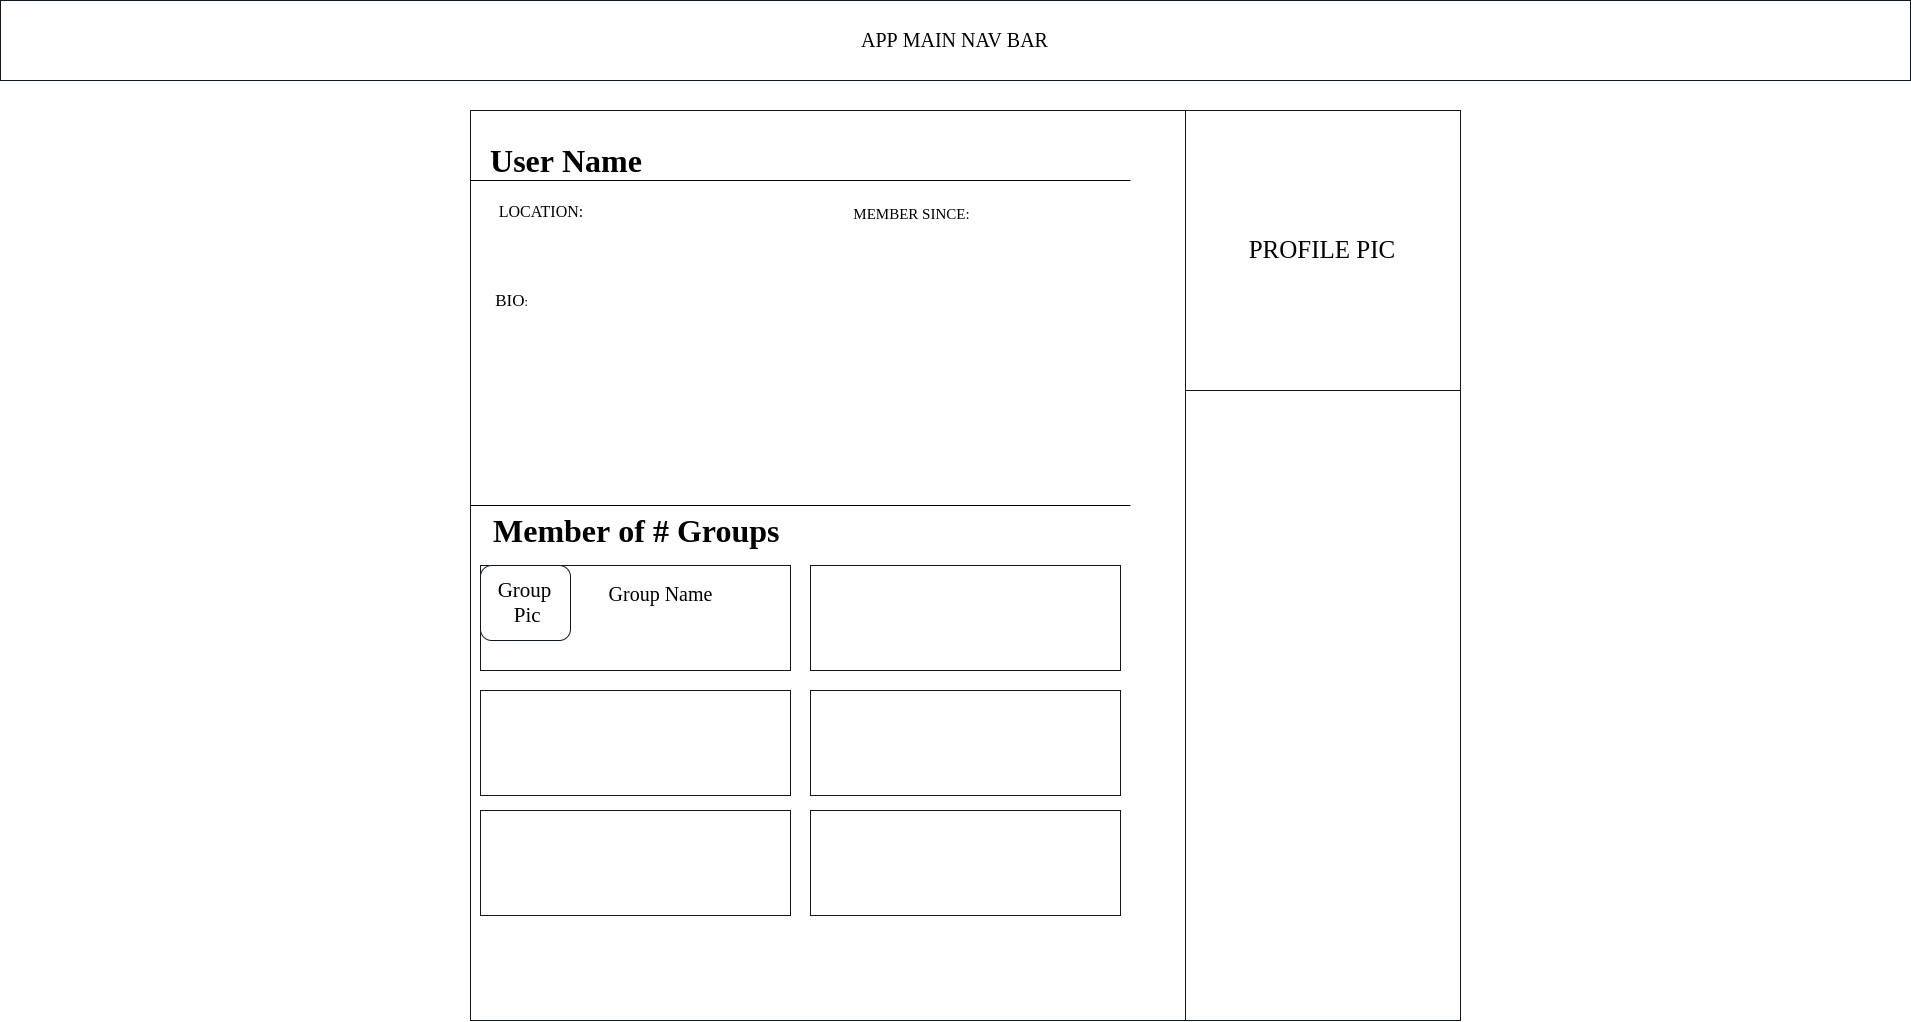 APP MAIN NAV BAR
User Name
LOCATION:
MEMBER SINCE:
PROFILE PIC
BIO:
Member of # Groups
Group
Pic
Group Name